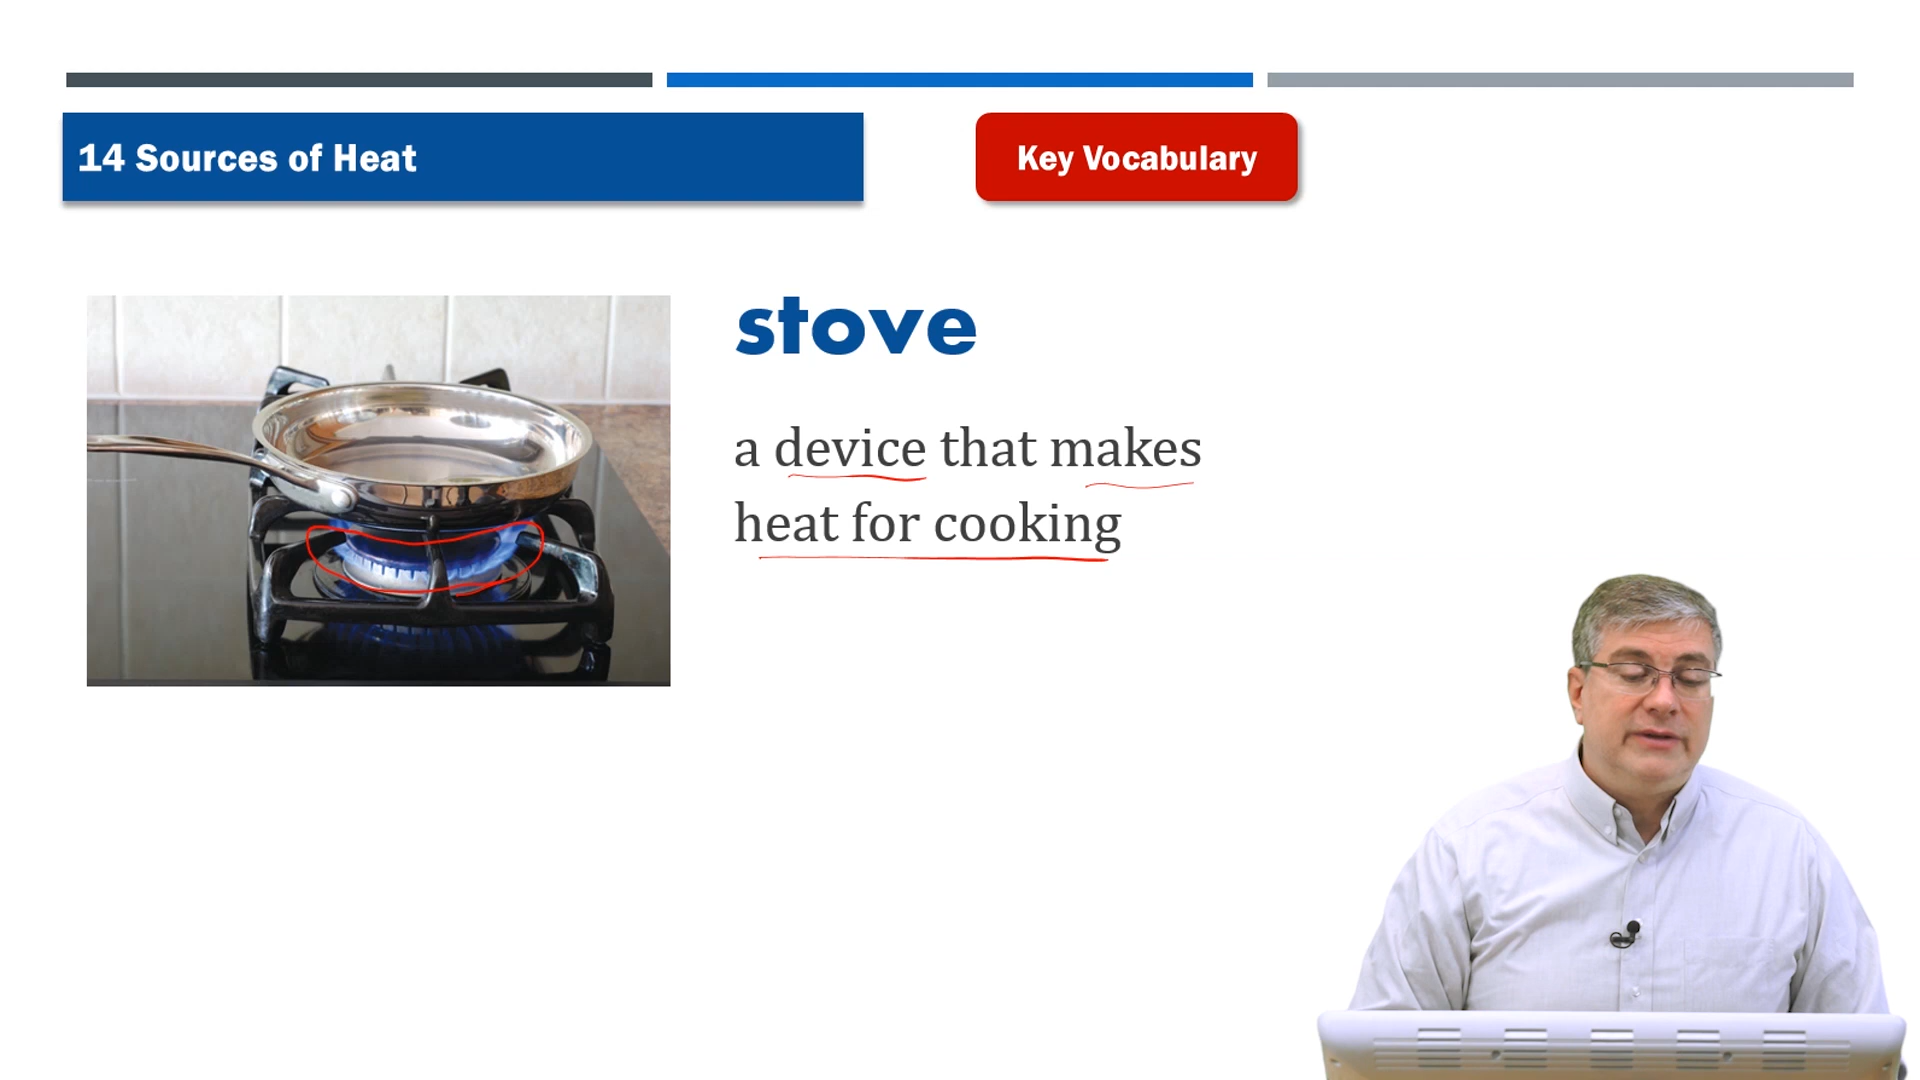 14 Sources of Heat
Key Vocabulary
stove
a device that makes
heat for cooking